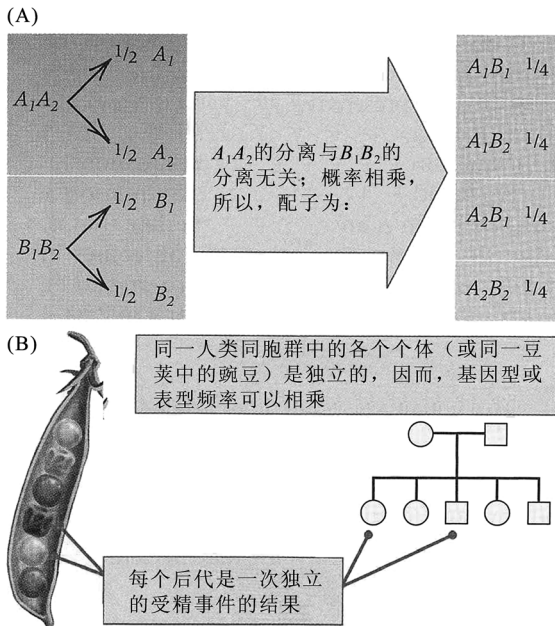 (A)
1/2 A₁
A₁A₂
1/2 A₂
1/2 B₁
B₁B₂
1/2 B₂
A₁A₂的分离与B₁B₂的
分离无关；概率相乘，
所以，配子为：
A₁B₁ 1/4
A₁B₂ 1/4
A₂B₁ 1/4
A₂B₂ 1/4
(B)
同一人类同胞群中的各个个体（或同一豆
荚中的豌豆）是独立的，因而，基因型或
表型频率可以相乘
每个后代是一次独立
的受精事件的结果